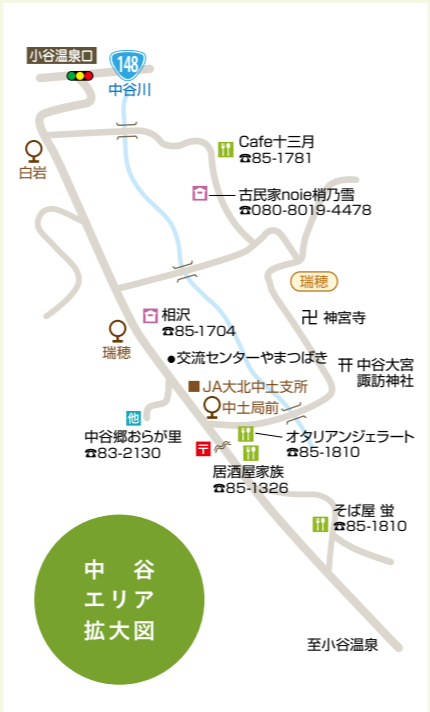 小谷温泉口
148
中谷川
Cafe十三月
☎85-1781
白岩
古民家noie梢乃雪
☎080-8019-4478
瑞穂
相沢
☎85-1704
卍 神宮寺
瑞穂
●交流センターやまつばき
中谷大宮
諏訪神社
■JA大北中土支所
中土局前
他
中谷郷おらが里
☎83-2130
〒
オタリアンジェラート
☎85-1810
居酒屋家族
☎85-1326
そば屋 蛍
☎85-1810
中 谷
エリア
拡大図
至小谷温泉